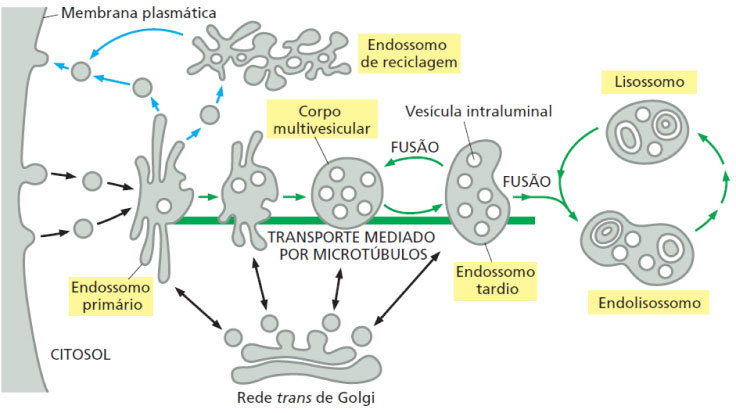 Membrana plasmática
Endossomo
de reciclagem
Lisossomo
Corpo
multivesicular
Vesícula intraluminal
FUSÃO
FUSÃO
TRANSPORTE MEDIADO
POR MICROTÚBULOS
Endossomo
primário
Endossomo
tardio
Endolisossomo
CITOSOL
Rede trans de Golgi